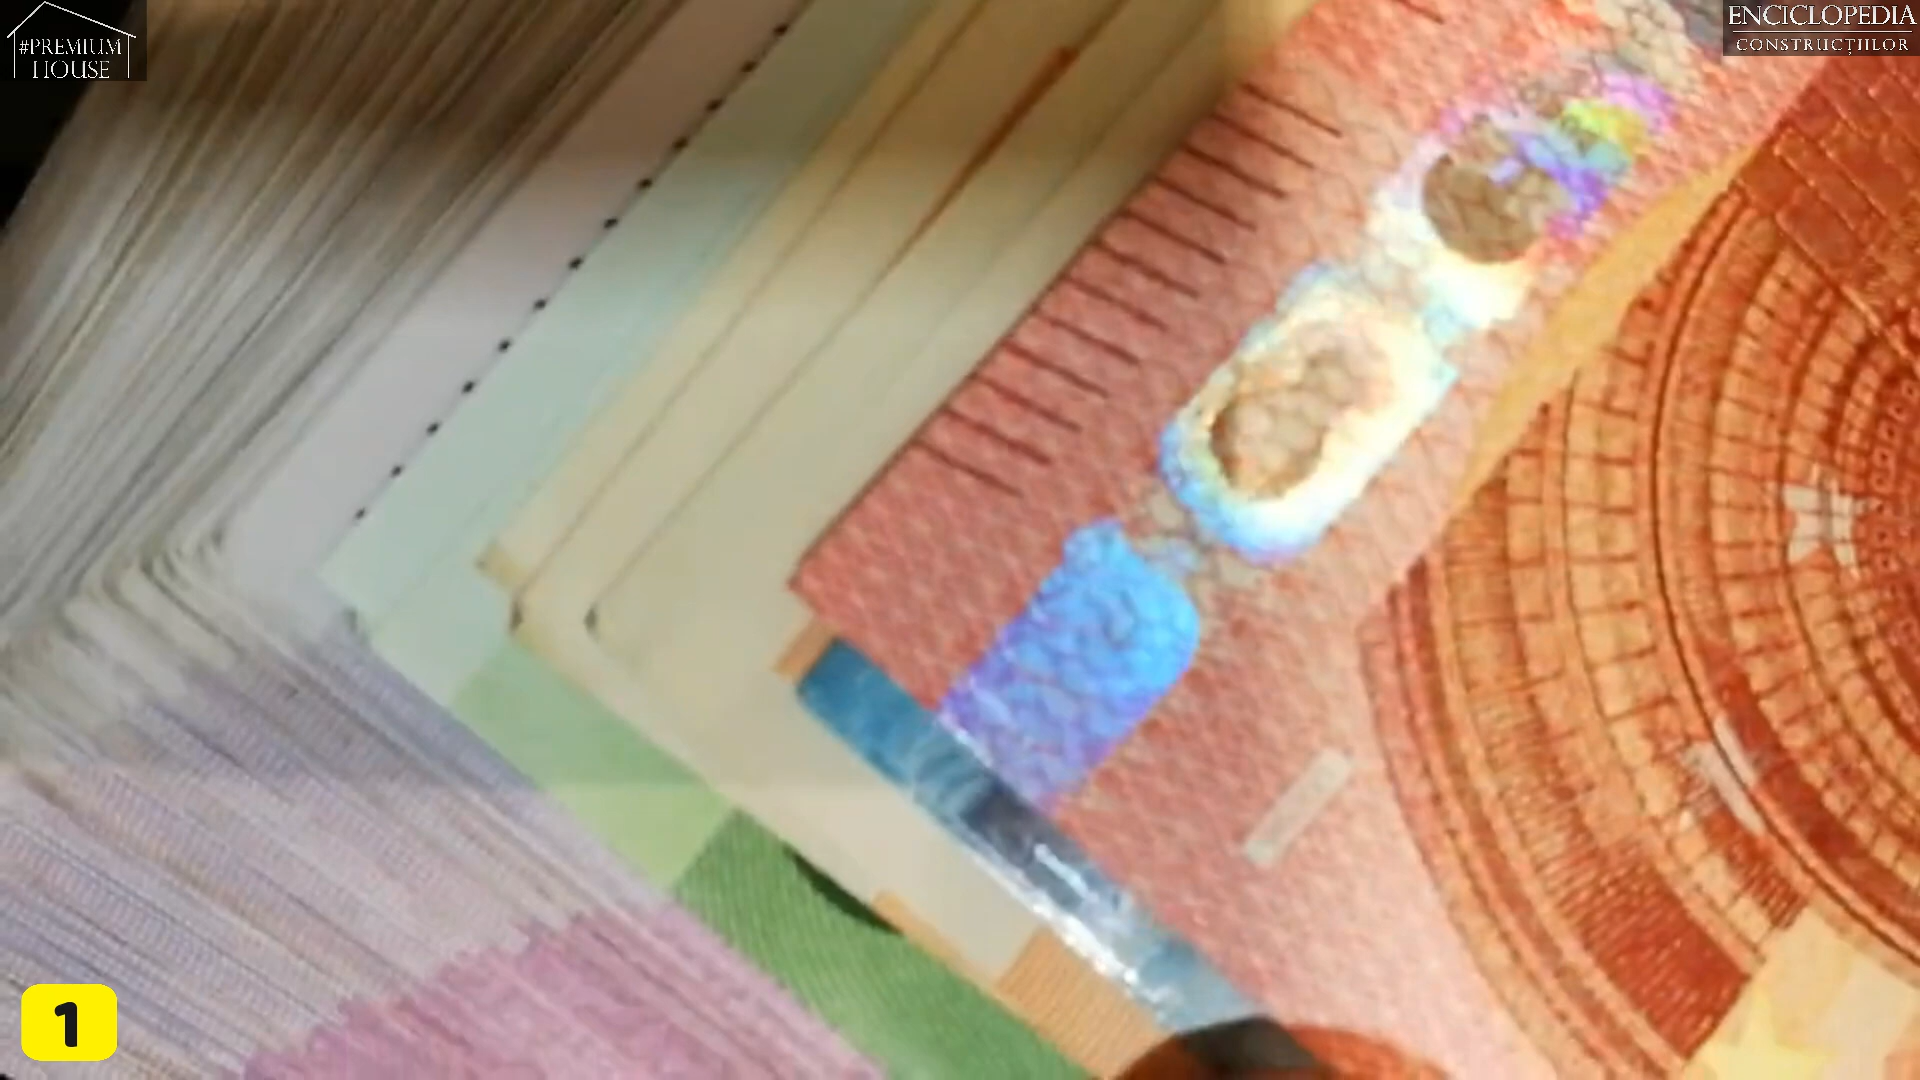 #PREMIUM
HOUSE
ENCICLOPEDIA
CONSTRUCȚIILOR
1